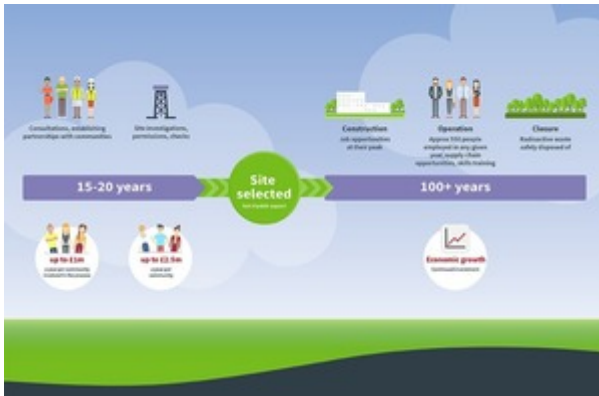 Consultations, establishing
partnerships with communities
Site investigations,
permissions, checks
Construction
Job opportunities
at their peak
Operation
Approx 550 people
employed in any given
year, supply chain
opportunities, skills training
Closure
Radioactive waste
safely disposed of
15-20 years
Site
selected
100+ years
up to £1m
up to £2.5m
Economic growth